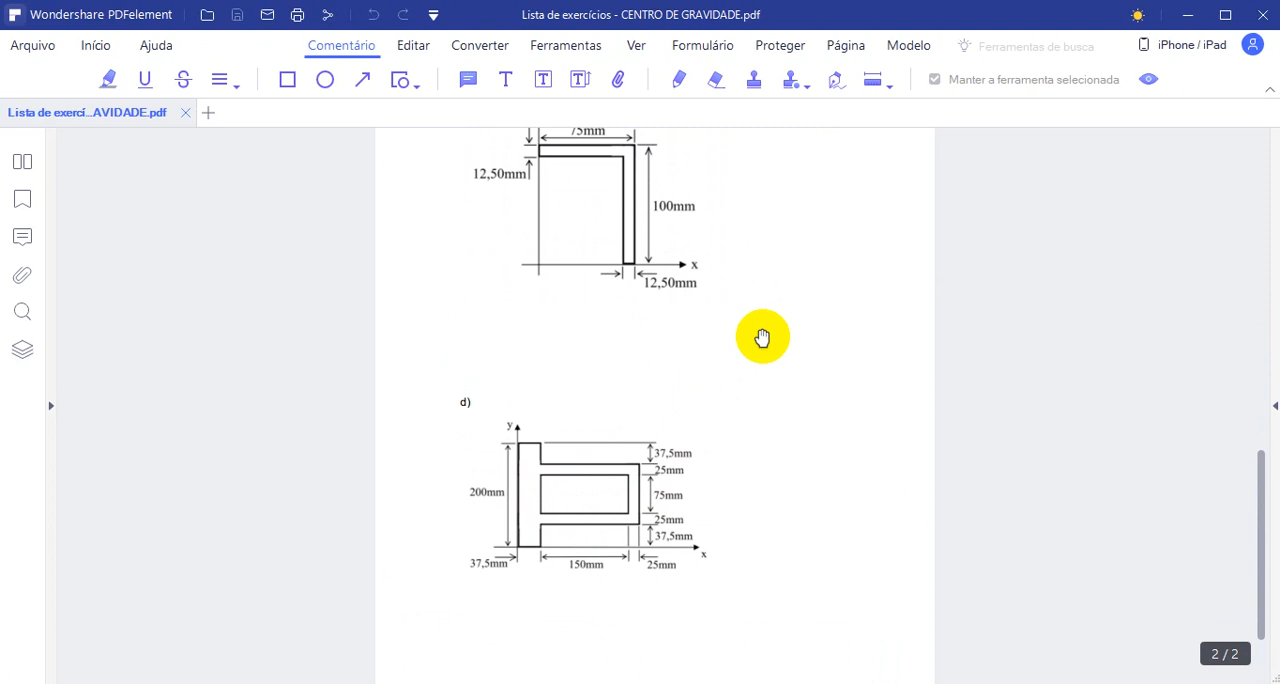 Wondershare PDFelement
Lista de exercícios - CENTRO DE GRAVIDADE.pdf
Arquivo Início Ajuda Comentário Editar Converter Ferramentas Ver Formulário Proteger Página Modelo Ferramentas de busca iPhone / iPad
Manter a ferramenta selecionada
Lista de exercí...AVIDADE.pdf
75mm
12,50mm
100mm
x
12,50mm
d)
y
37,5mm
25mm
200mm
75mm
25mm
37,5mm
x
37,5mm 150mm 25mm
2 / 2